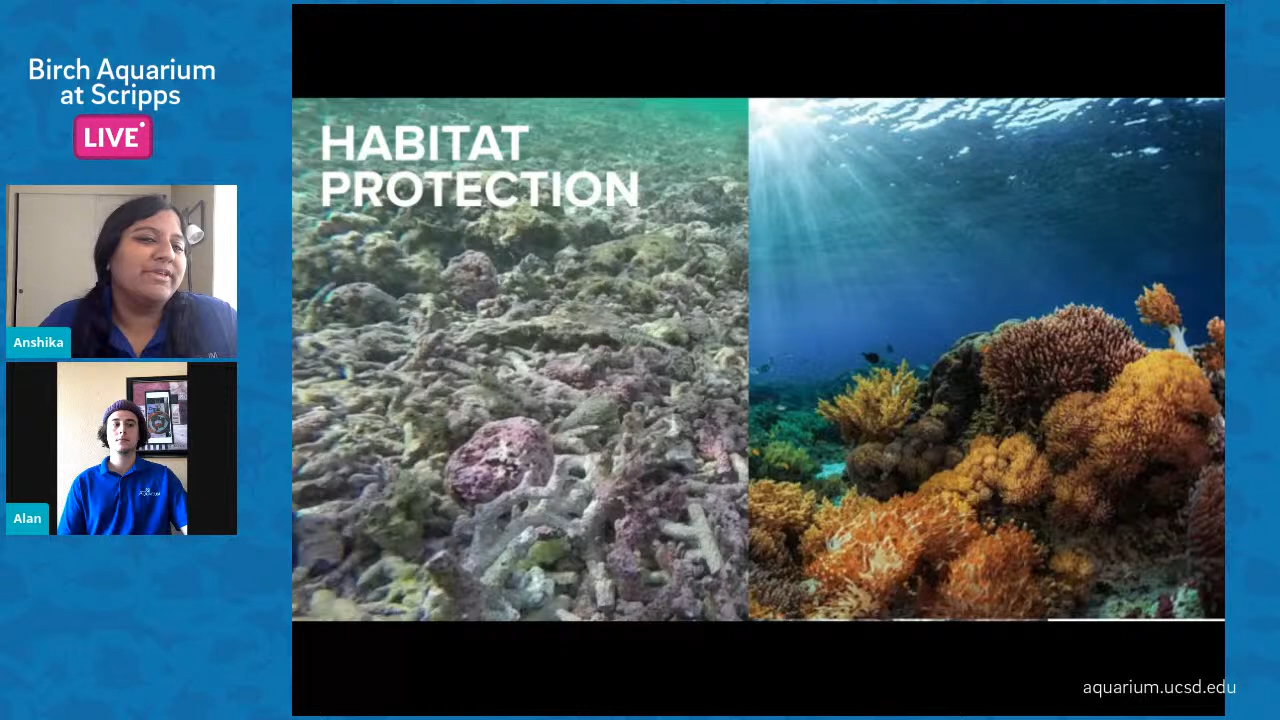 Birch Aquarium
at Scripps
LIVE
Anshika
Alan
HABITAT
PROTECTION
aquarium.ucsd.edu